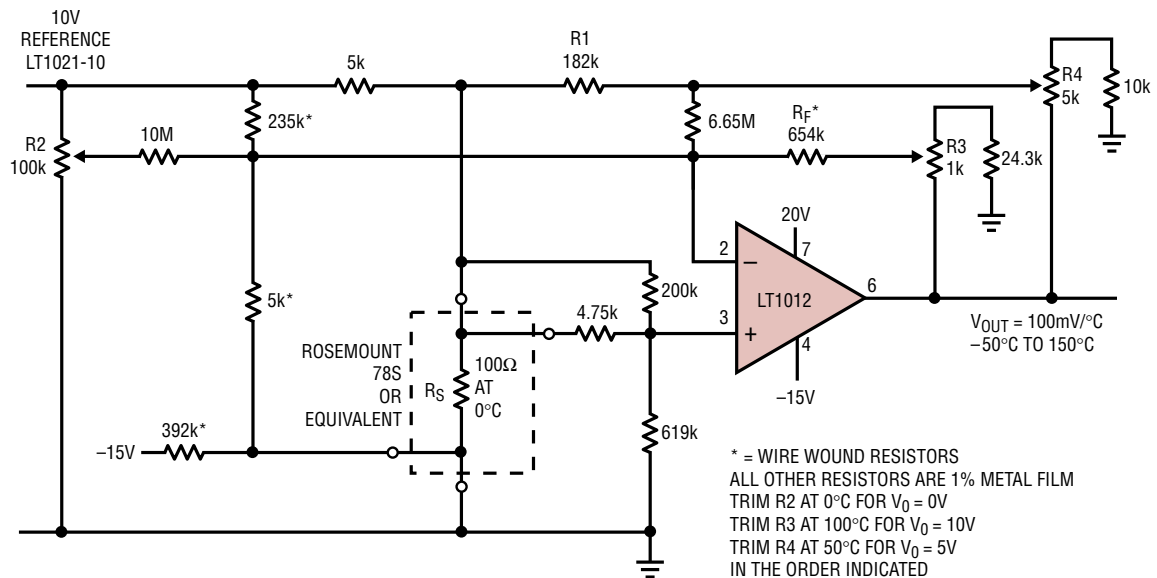 10V
REFERENCE
LT1021-10
5k
R1
182k
R4
5k
10k
235k*
6.65M
RF*
654k
R3
1k
24.3k
R2
100k
10M
20V
2
7
–
LT1012
6
3
+
4
–15V
VOUT = 100mV/°C
–50°C TO 150°C
5k*
200k
4.75k
ROSEMOUNT
78S
OR
EQUIVALENT
RS
100Ω
AT
0°C
619k
–15V
392k*
* = WIRE WOUND RESISTORS
ALL OTHER RESISTORS ARE 1% METAL FILM
TRIM R2 AT 0°C FOR V0 = 0V
TRIM R3 AT 100°C FOR V0 = 10V
TRIM R4 AT 50°C FOR V0 = 5V
IN THE ORDER INDICATED